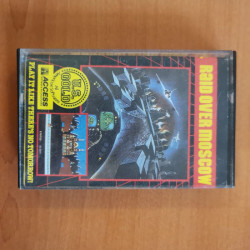 RAID OVER MOSCOW
U.S. GOLD
ACCESS
PLAY IT LIKE THERE'S NO TOMORROW!